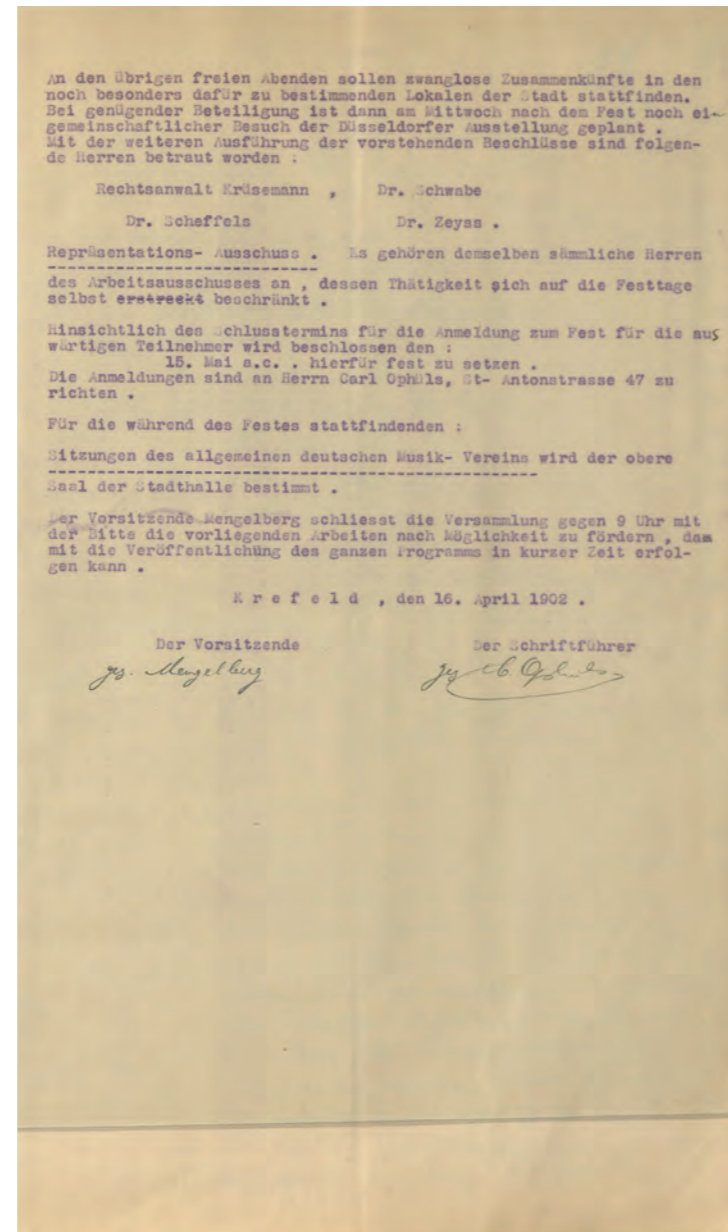 An den übrigen freien Abenden sollen zwanglose Zusammenkünfte in den
noch besonders dafür zu bestimmenden Lokalen der Stadt stattfinden.
Bei genügender Beteiligung ist dann am Mittwoch nach dem Fest noch ei-
gemeinschaftlicher Besuch der Düsseldorfer Ausstellung geplant .
Mit der weiteren Ausführung der vorstehenden Beschlüsse sind folgen-
de Herren betraut worden :
Rechtsanwalt Krüsemann , Dr. Schwabe
Dr. Scheffels Dr. Zeyss .
Repräsentations- Ausschuss . Es gehören demselben sämmliche Herren
des Arbeitsausschusses an , dessen Thätigkeit sich auf die Festtage
selbst erstreckt beschränkt .
Hinsichtlich des Schlusstermins für die Anmeldung zum Fest für die aus
wärtigen Teilnehmer wird beschlossen den :
15. Mai a.c. . hierfür fest zu setzen .
Die Anmeldungen sind an Herrn Carl Ophüls, St- Antonstrasse 47 zu
richten .
Für die während des Festes stattfindenden :
Sitzungen des allgemeinen deutschen Musik- Vereins wird der obere
Saal der Stadthalle bestimmt .
Der Vorsitzende Mengelberg schliesst die Versammlung gegen 9 Uhr mit
der Bitte die vorliegenden Arbeiten nach Möglichkeit zu fördern , dam
mit die Veröffentlichüng des ganzen Programms in kurzer Zeit erfol-
gen kann .
K r e f e l d , den 16. April 1902 .
Der Vorsitzende Der Schriftführer
gz. Mengelberg gz C Ophüls